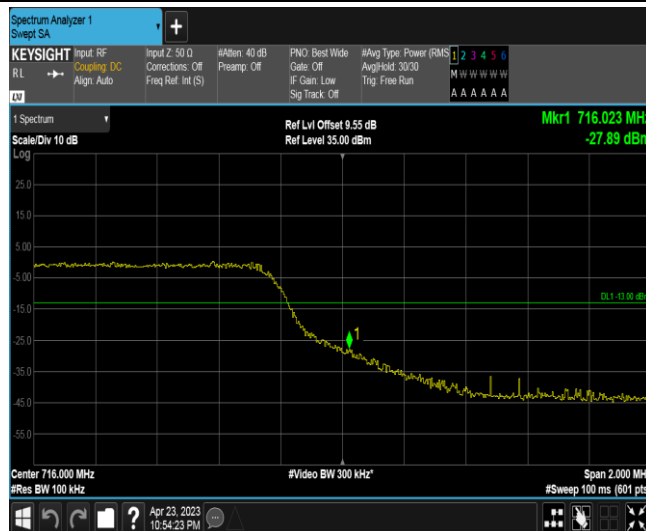 Spectrum Analyzer 1
Swept SA
KEYSIGHT
RL
LXI
Input: RF
Coupling: DC
Align: Auto
Input Z: 50 Ω
Corrections: Off
Freq Ref: Int (S)
#Atten: 40 dB
Preamp: Off
PNO: Best Wide
Gate: Off
IF Gain: Low
Sig Track: Off
#Avg Type: Power (RMS
Avg|Hold: 30/30
Trig: Free Run
1 2 3 4 5 6
M W W W W W
A A A A A A
1 Spectrum
Scale/Div 10 dB
Log
Ref Lvl Offset 9.55 dB
Ref Level 35.00 dBm
Mkr1 716.023 MH
-27.89 dBm
25.0
15.0
5.00
-5.00
-15.0
-25.0
-35.0
-45.0
-55.0
DL1 -13.00 dBm
1
Center 716.000 MHz
#Res BW 100 kHz
#Video BW 300 kHz*
Span 2.000 MH
#Sweep 100 ms (601 pts
?
Apr 23, 2023
10:54:23 PM